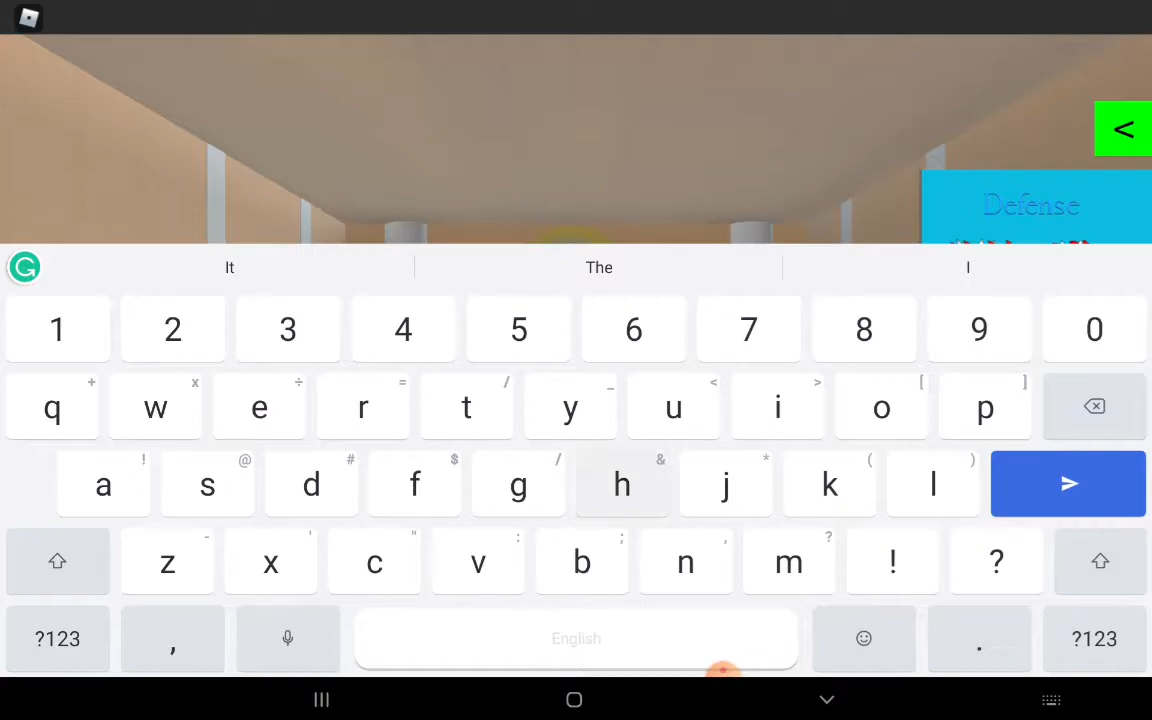 <
Defense
It The I
1 2 3 4 5 6 7 8 9 0
q + w x e ÷ r = t / y _ u < i > o [ p ]
a ! s @ d # f $ g / h & j * k ( l )
z - x ' c " v : b ; n , m ? ! ?
?123 , English . ?123